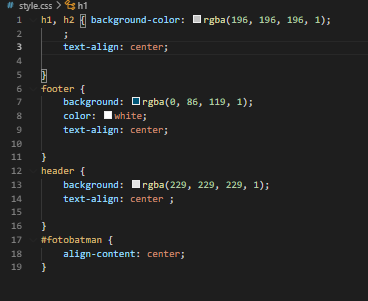 # style.css > h1
1 h1, h2 { background-color: rgba(196, 196, 196, 1);
2 ;
3 text-align: center;
4
5 }
6 footer {
7 background: rgba(0, 86, 119, 1);
8 color: white;
9 text-align: center;
10
11 }
12 header {
13 background: rgba(229, 229, 229, 1);
14 text-align: center ;
15
16 }
17 #fotobatman {
18 align-content: center;
19 }